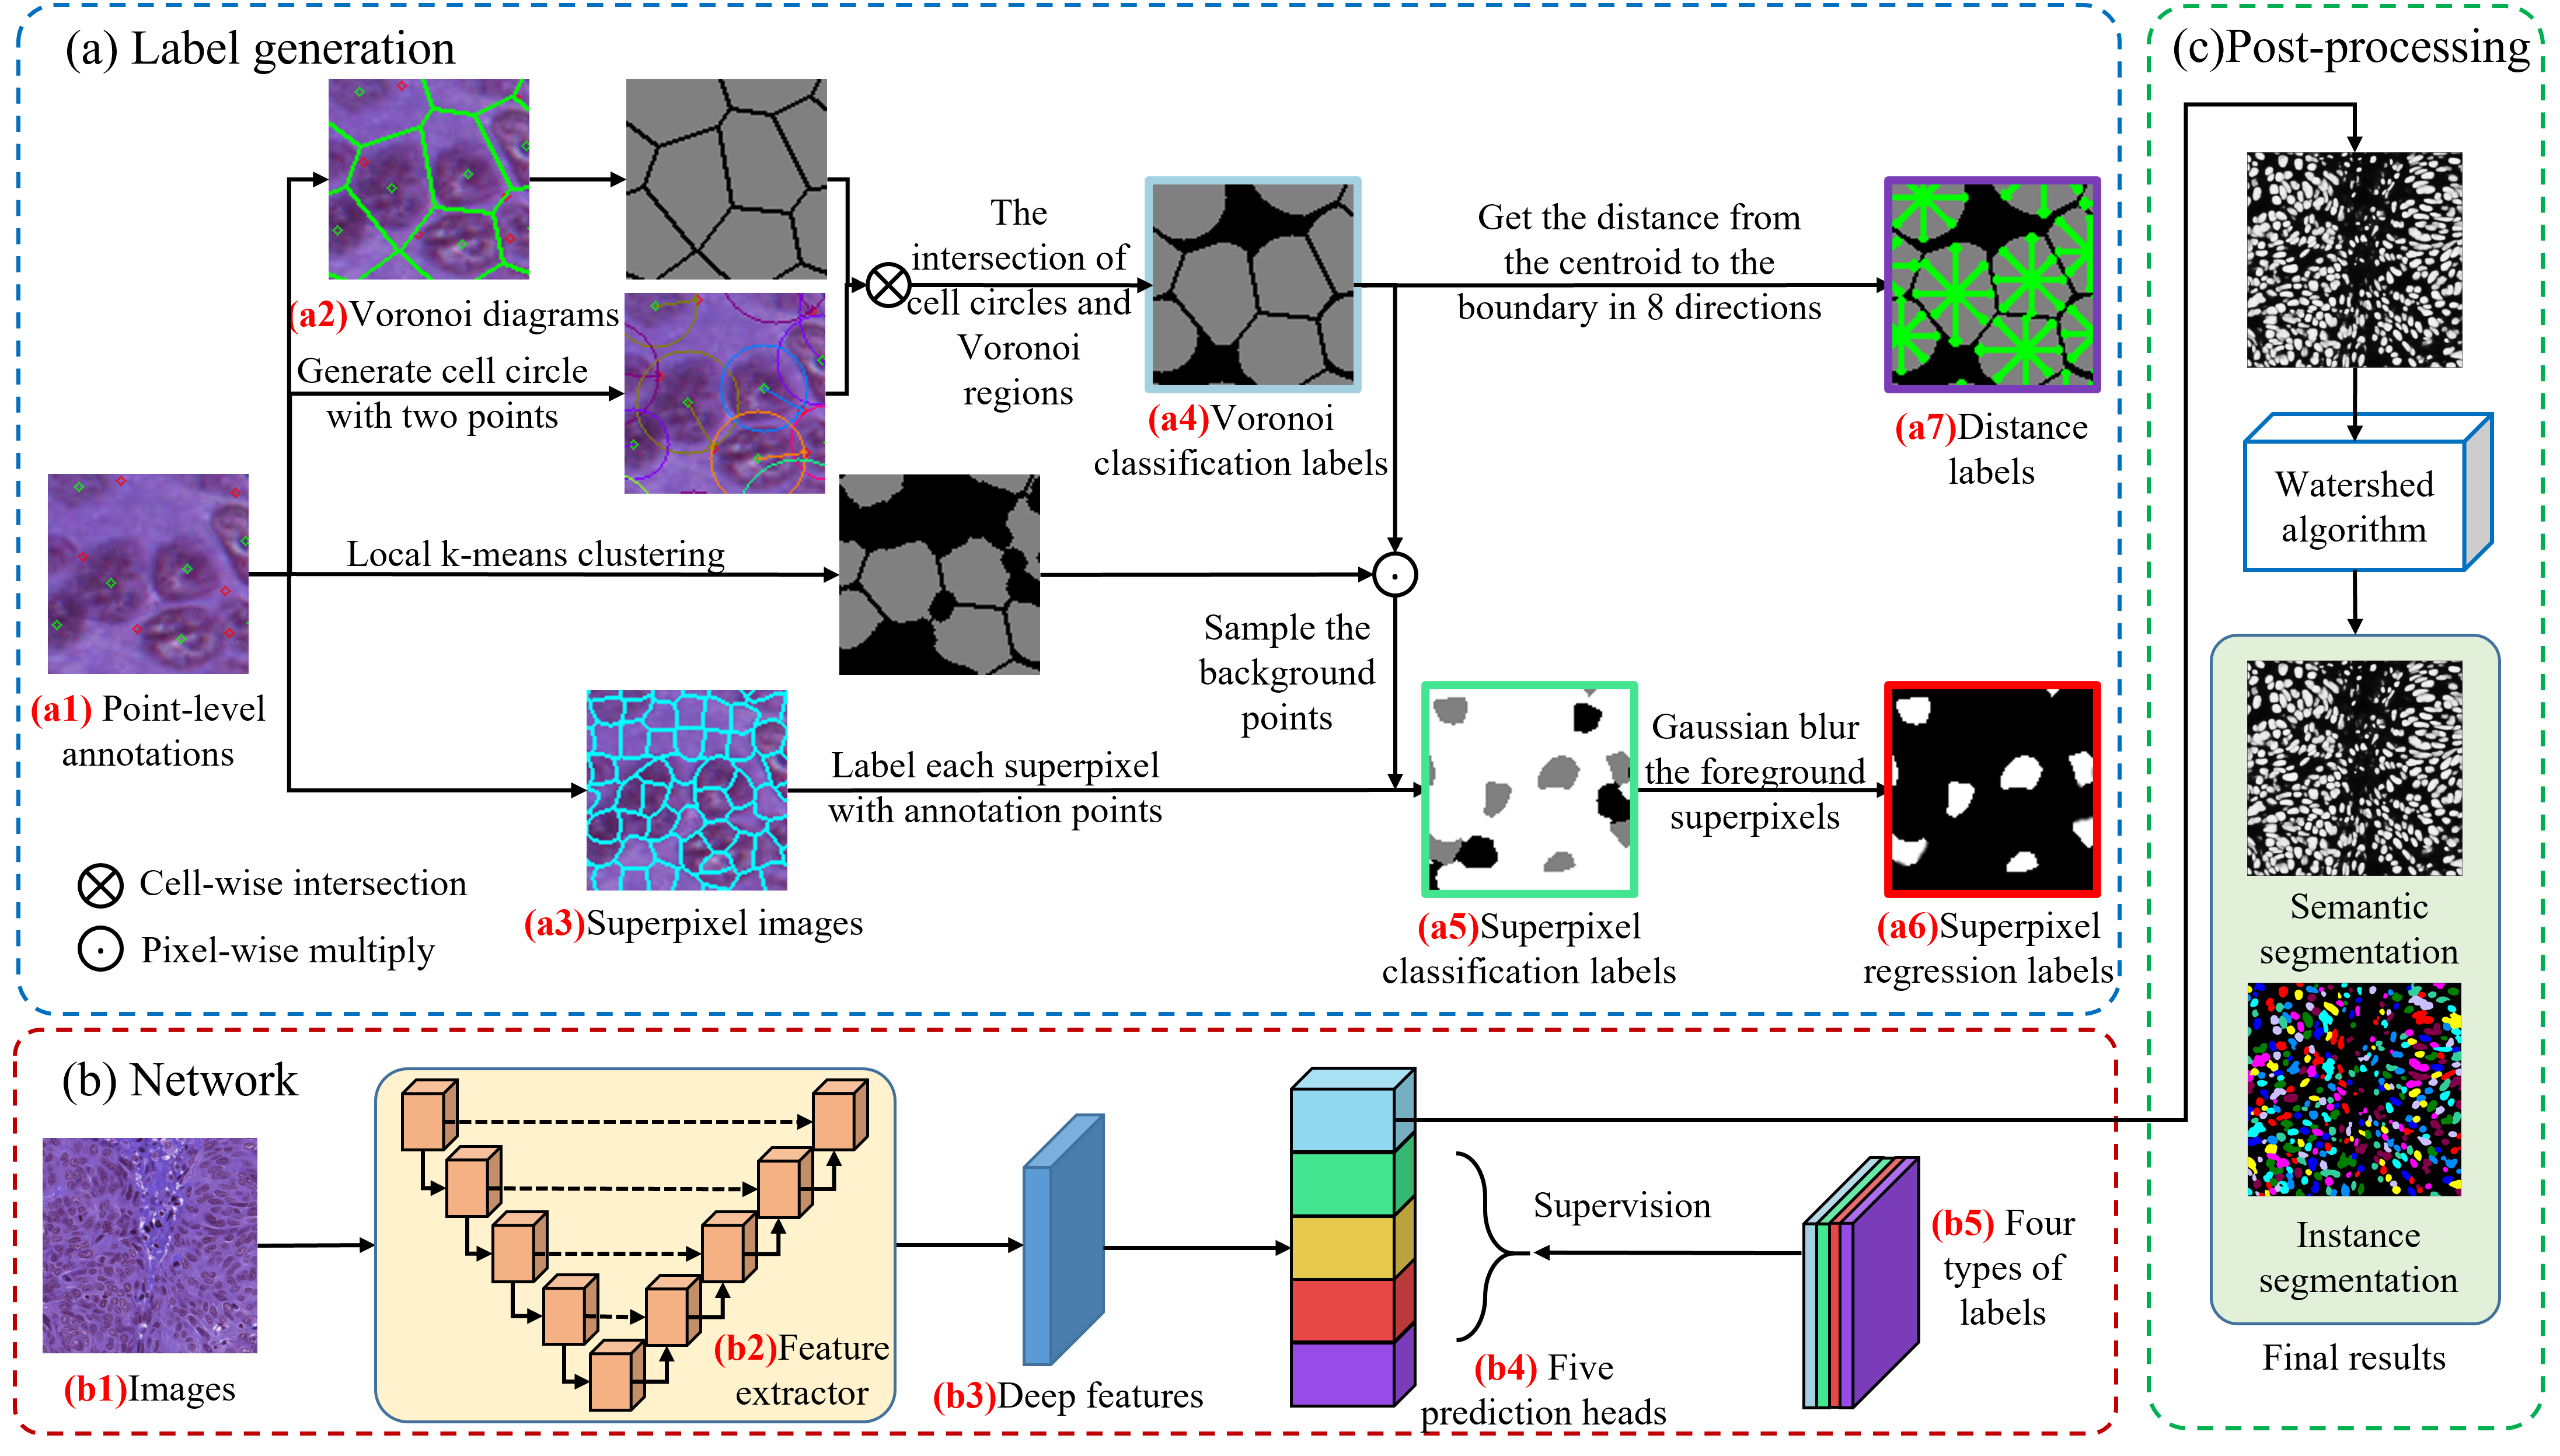 (a) Label generation
(a2)Voronoi diagrams
Generate cell circle
with two points
The
intersection of
cell circles and
Voronoi
regions
(a4)Voronoi
classification labels
Get the distance from
the centroid to the
boundary in 8 directions
(a7)Distance
labels
(a1) Point-level
annotations
Local k-means clustering
Sample the
background
points
(a3)Superpixel images
Label each superpixel
with annotation points
(a5)Superpixel
classification labels
Gaussian blur
the foreground
superpixels
(a6)Superpixel
regression labels
Cell-wise intersection
Pixel-wise multiply
(b) Network
(b1)Images
(b2)Feature
extractor
(b3)Deep features
(b4) Five
prediction heads
Supervision
(b5) Four
types of
labels
(c)Post-processing
Watershed
algorithm
Semantic
segmentation
Instance
segmentation
Final results